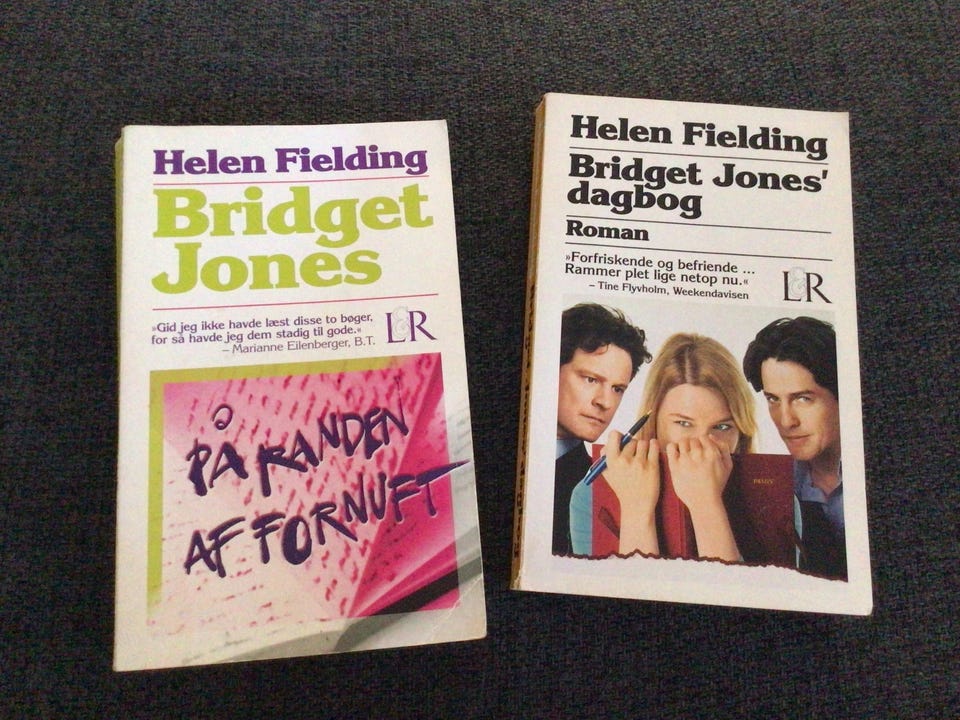 Helen Fielding
Bridget
Jones
»Gid jeg ikke havde læst disse to bøger,
for så havde jeg dem stadig til gode.«
– Marianne Eilenberger, B.T.
L&R
PÅ RANDEN
AF FORNUFT
Helen Fielding
Bridget Jones'
dagbog
Roman
»Forfriskende og befriende ...
Rammer plet lige netop nu.«
– Tine Flyvholm, Weekendavisen
L&R
DIARY